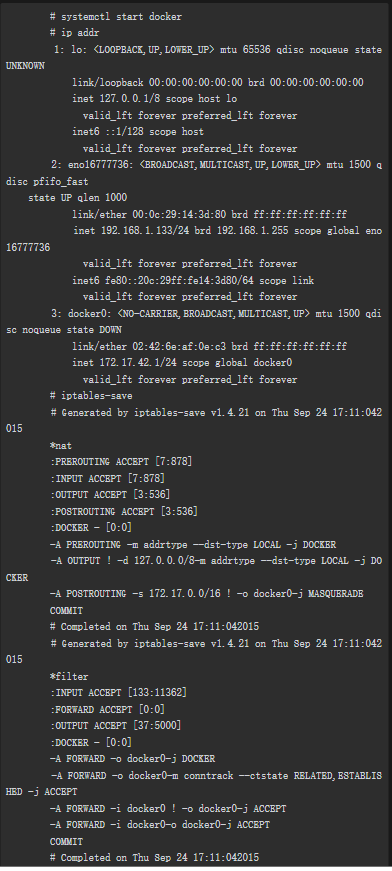 # systemctl start docker
# ip addr
1: lo: <LOOPBACK,UP,LOWER_UP> mtu 65536 qdisc noqueue state
UNKNOWN
link/loopback 00:00:00:00:00:00 brd 00:00:00:00:00:00
inet 127.0.0.1/8 scope host lo
valid_lft forever preferred_lft forever
inet6 ::1/128 scope host
valid_lft forever preferred_lft forever
2: eno16777736: <BROADCAST,MULTICAST,UP,LOWER_UP> mtu 1500 q
disc pfifo_fast
state UP qlen 1000
link/ether 00:0c:29:14:3d:80 brd ff:ff:ff:ff:ff:ff
inet 192.168.1.133/24 brd 192.168.1.255 scope global eno
16777736
valid_lft forever preferred_lft forever
inet6 fe80::20c:29ff:fe14:3d80/64 scope link
valid_lft forever preferred_lft forever
3: docker0: <NO-CARRIER,BROADCAST,MULTICAST,UP> mtu 1500 qdi
sc noqueue state DOWN
link/ether 02:42:6e:af:0e:c3 brd ff:ff:ff:ff:ff:ff
inet 172.17.42.1/24 scope global docker0
valid_lft forever preferred_lft forever
# iptables-save
# Generated by iptables-save v1.4.21 on Thu Sep 24 17:11:042
015
*nat
:PREROUTING ACCEPT [7:878]
:INPUT ACCEPT [7:878]
:OUTPUT ACCEPT [3:536]
:POSTROUTING ACCEPT [3:536]
:DOCKER - [0:0]
-A PREROUTING -m addrtype --dst-type LOCAL -j DOCKER
-A OUTPUT ! -d 127.0.0.0/8-m addrtype --dst-type LOCAL -j DO
CKER
-A POSTROUTING -s 172.17.0.0/16 ! -o docker0-j MASQUERADE
COMMIT
# Completed on Thu Sep 24 17:11:042015
# Generated by iptables-save v1.4.21 on Thu Sep 24 17:11:042
015
*filter
:INPUT ACCEPT [133:11362]
:FORWARD ACCEPT [0:0]
:OUTPUT ACCEPT [37:5000]
:DOCKER - [0:0]
-A FORWARD -o docker0-j DOCKER
-A FORWARD -o docker0-m conntrack --ctstate RELATED,ESTABLIS
HED -j ACCEPT
-A FORWARD -i docker0 ! -o docker0-j ACCEPT
-A FORWARD -i docker0-o docker0-j ACCEPT
COMMIT
# Completed on Thu Sep 24 17:11:042015